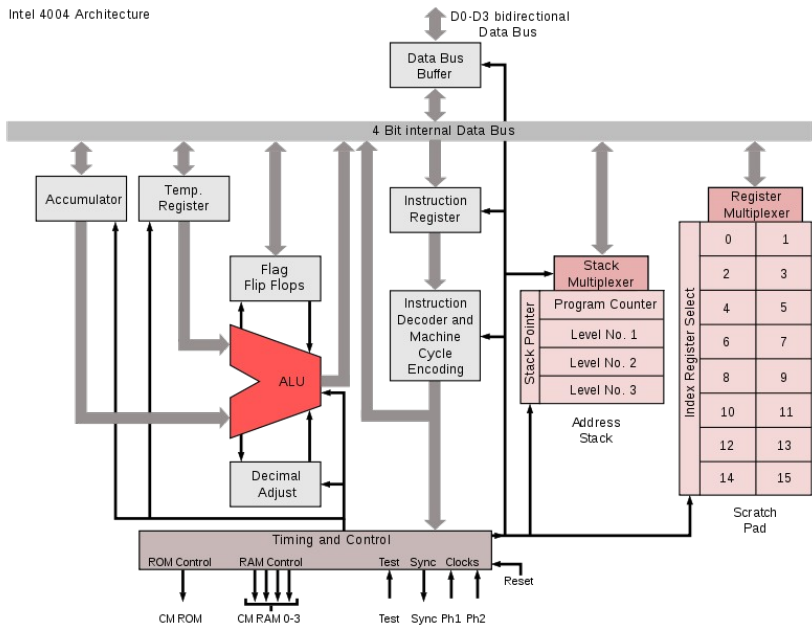 Intel 4004 Architecture
D0-D3 bidirectional
Data Bus
Data Bus
Buffer
4 Bit internal Data Bus
Accumulator
Temp.
Register
Flag
Flip Flops
ALU
Decimal
Adjust
Instruction
Register
Instruction
Decoder and
Machine
Cycle
Encoding
Stack
Multiplexer
Stack Pointer
Program Counter
Level No. 1
Level No. 2
Level No. 3
Address
Stack
Register
Multiplexer
Index Register Select
0 1
2 3
4 5
6 7
8 9
10 11
12 13
14 15
Scratch
Pad
Timing and Control
ROM Control RAM Control Test Sync Clocks
Reset
CM ROM CM RAM 0-3 Test Sync Ph1 Ph2